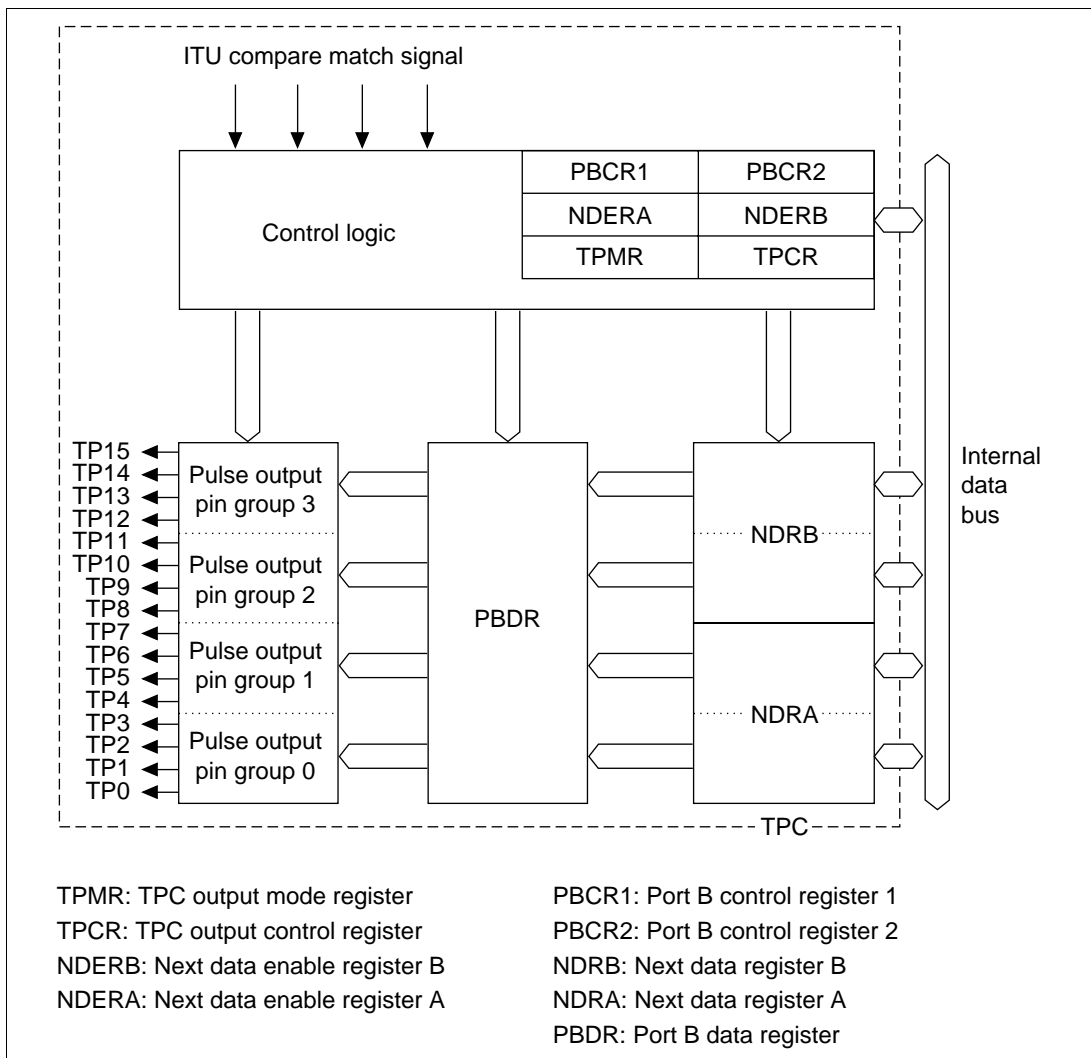 ITU compare match signal
PBCR1 PBCR2
Control logic
NDERA NDERB
TPMR TPCR
TP15
TP14
TP13
TP12
TP11
TP10
TP9
TP8
TP7
TP6
TP5
TP4
TP3
TP2
TP1
TP0
Pulse output
pin group 3
Pulse output
pin group 2
Pulse output
pin group 1
Pulse output
pin group 0
PBDR
NDRB
NDRA
Internal
data
bus
TPC
TPMR: TPC output mode register
TPCR: TPC output control register
NDERB: Next data enable register B
NDERA: Next data enable register A
PBCR1: Port B control register 1
PBCR2: Port B control register 2
NDRB: Next data register B
NDRA: Next data register A
PBDR: Port B data register